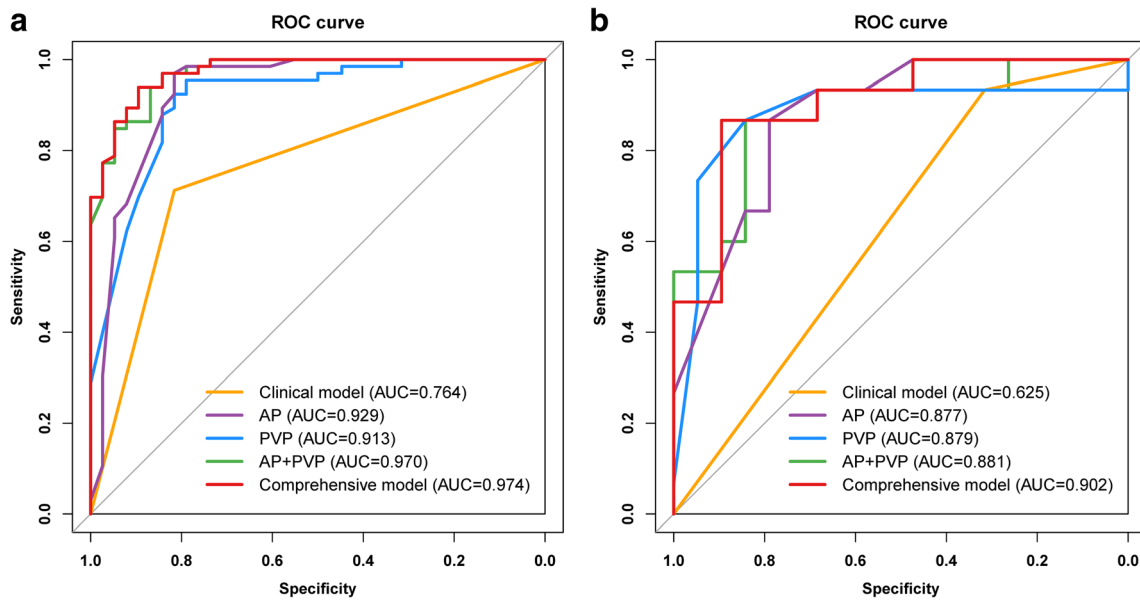 a
ROC curve
1.0
0.8
0.6
0.4
0.2
0.0
Sensitivity
Clinical model (AUC=0.764)
AP (AUC=0.929)
PVP (AUC=0.913)
AP+PVP (AUC=0.970)
Comprehensive model (AUC=0.974)
1.0 0.8 0.6 0.4 0.2 0.0
Specificity
b
ROC curve
1.0
0.8
0.6
0.4
0.2
0.0
Sensitivity
Clinical model (AUC=0.625)
AP (AUC=0.877)
PVP (AUC=0.879)
AP+PVP (AUC=0.881)
Comprehensive model (AUC=0.902)
1.0 0.8 0.6 0.4 0.2 0.0
Specificity